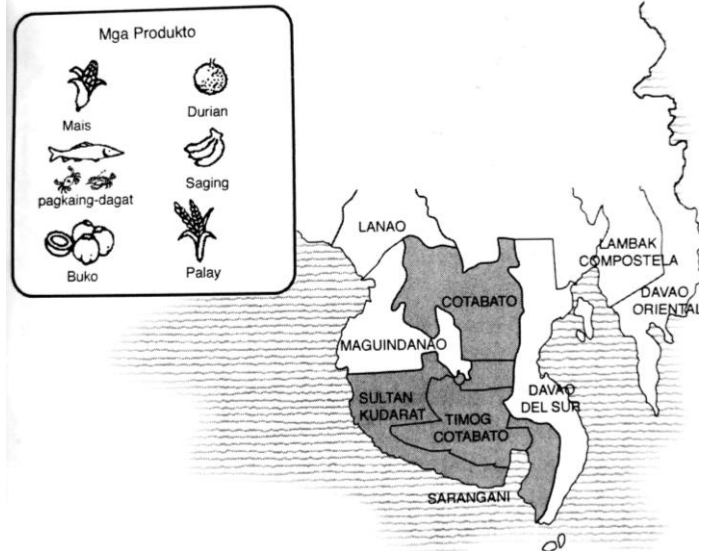 Mga Produkto
Mais
Durian
pagkaing-dagat
Saging
Buko
Palay
LANAO
LAMBAK
COMPOSTELA
COTABATO
DAVAO
ORIENTAL
MAGUINDANAO
SULTAN
KUDARAT
DAVAO
DEL SUR
TIMOG
COTABATO
SARANGANI